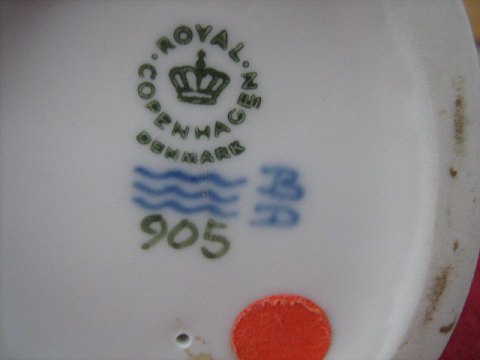 ROYAL
COPENHAGEN
DENMARK
905